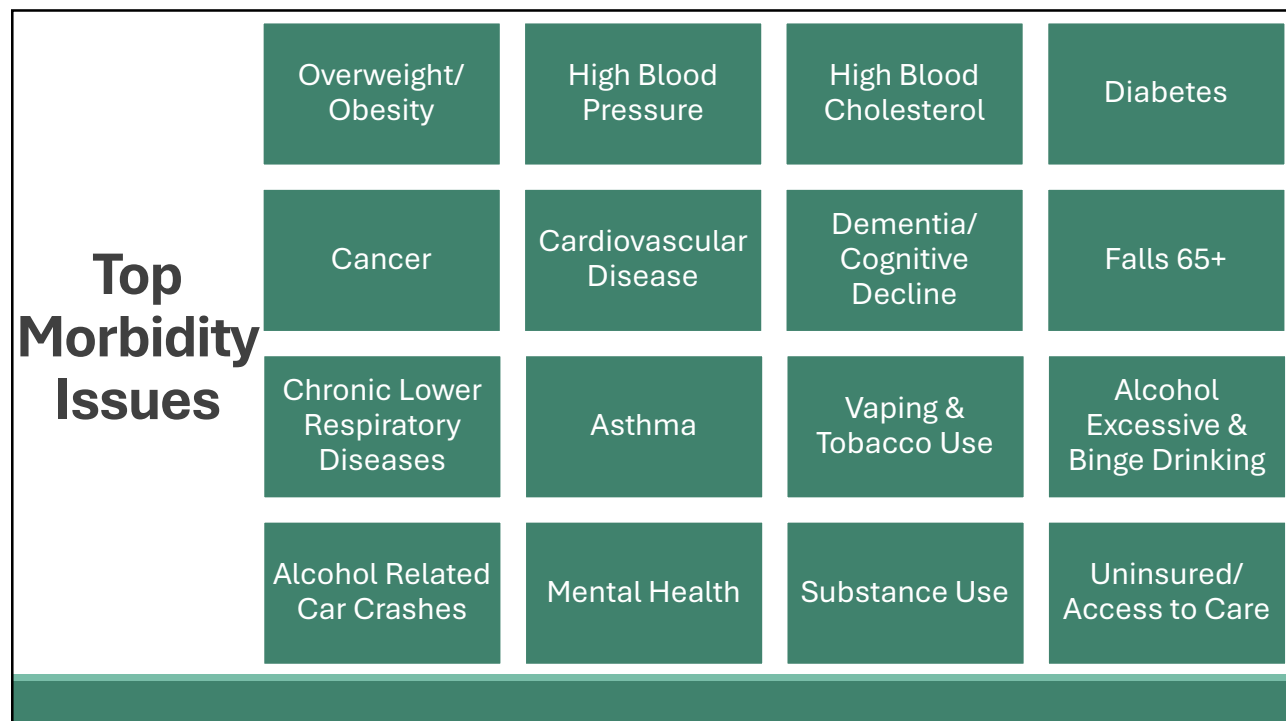 Top
Morbidity
Issues
Overweight/
Obesity
High Blood
Pressure
High Blood
Cholesterol
Diabetes
Cancer
Cardiovascular
Disease
Dementia/
Cognitive
Decline
Falls 65+
Chronic Lower
Respiratory
Diseases
Asthma
Vaping &
Tobacco Use
Alcohol
Excessive &
Binge Drinking
Alcohol Related
Car Crashes
Mental Health
Substance Use
Uninsured/
Access to Care